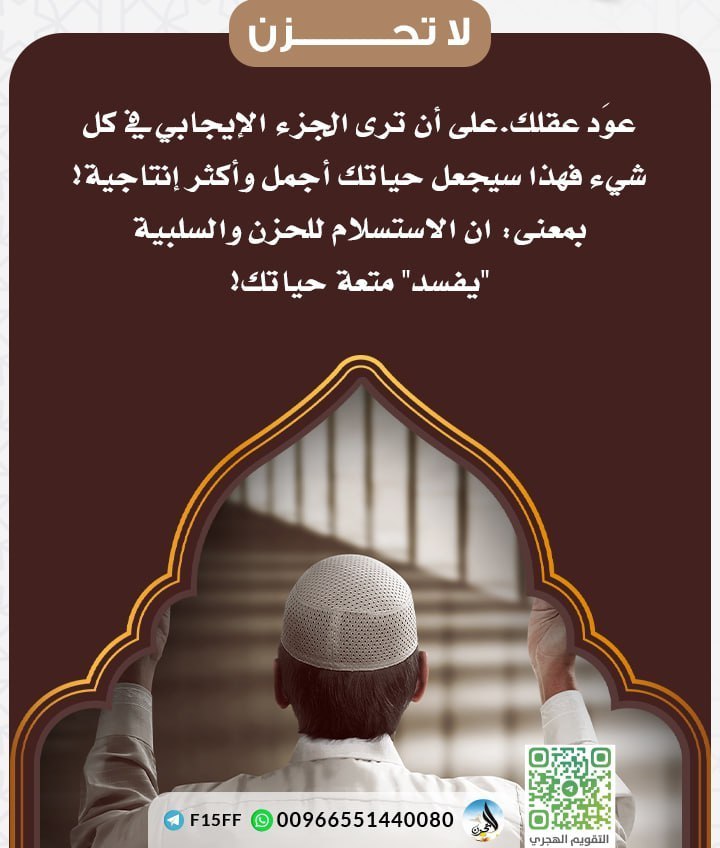 لا تحـــــــــزن
عوَد عقلك.على أن ترى الجزء الإيجابي في كل
شيء فهذا سيجعل حياتك أجمل وأكثر إنتاجية!
بمعنى: ان الاستسلام للحزن والسلبية
"يفسد" متعة حياتك!
F15FF 00966551440080
التقويم الهجري